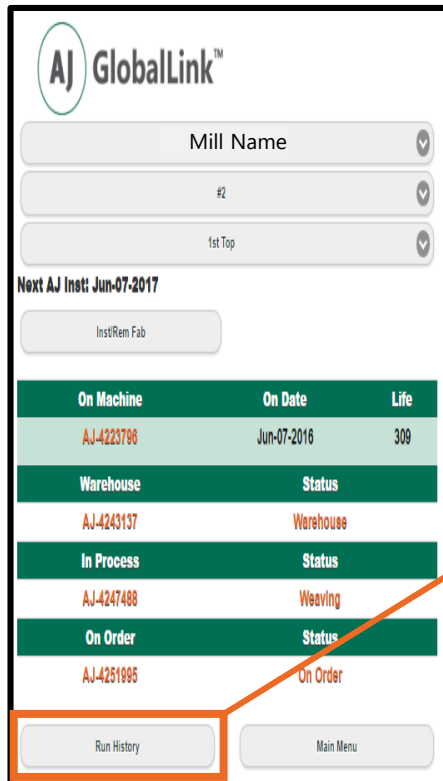 AJ GlobalLink™
Mill Name
#2
1st Top
Next AJ Inst: Jun-07-2017
Inst/Rem Fab
On Machine On Date Life
AJ-4223796 Jun-07-2016 309
Warehouse Status
AJ-4243137 Warehouse
In Process Status
AJ-4247488 Weaving
On Order Status
AJ-4251995 On Order
Run History Main Menu